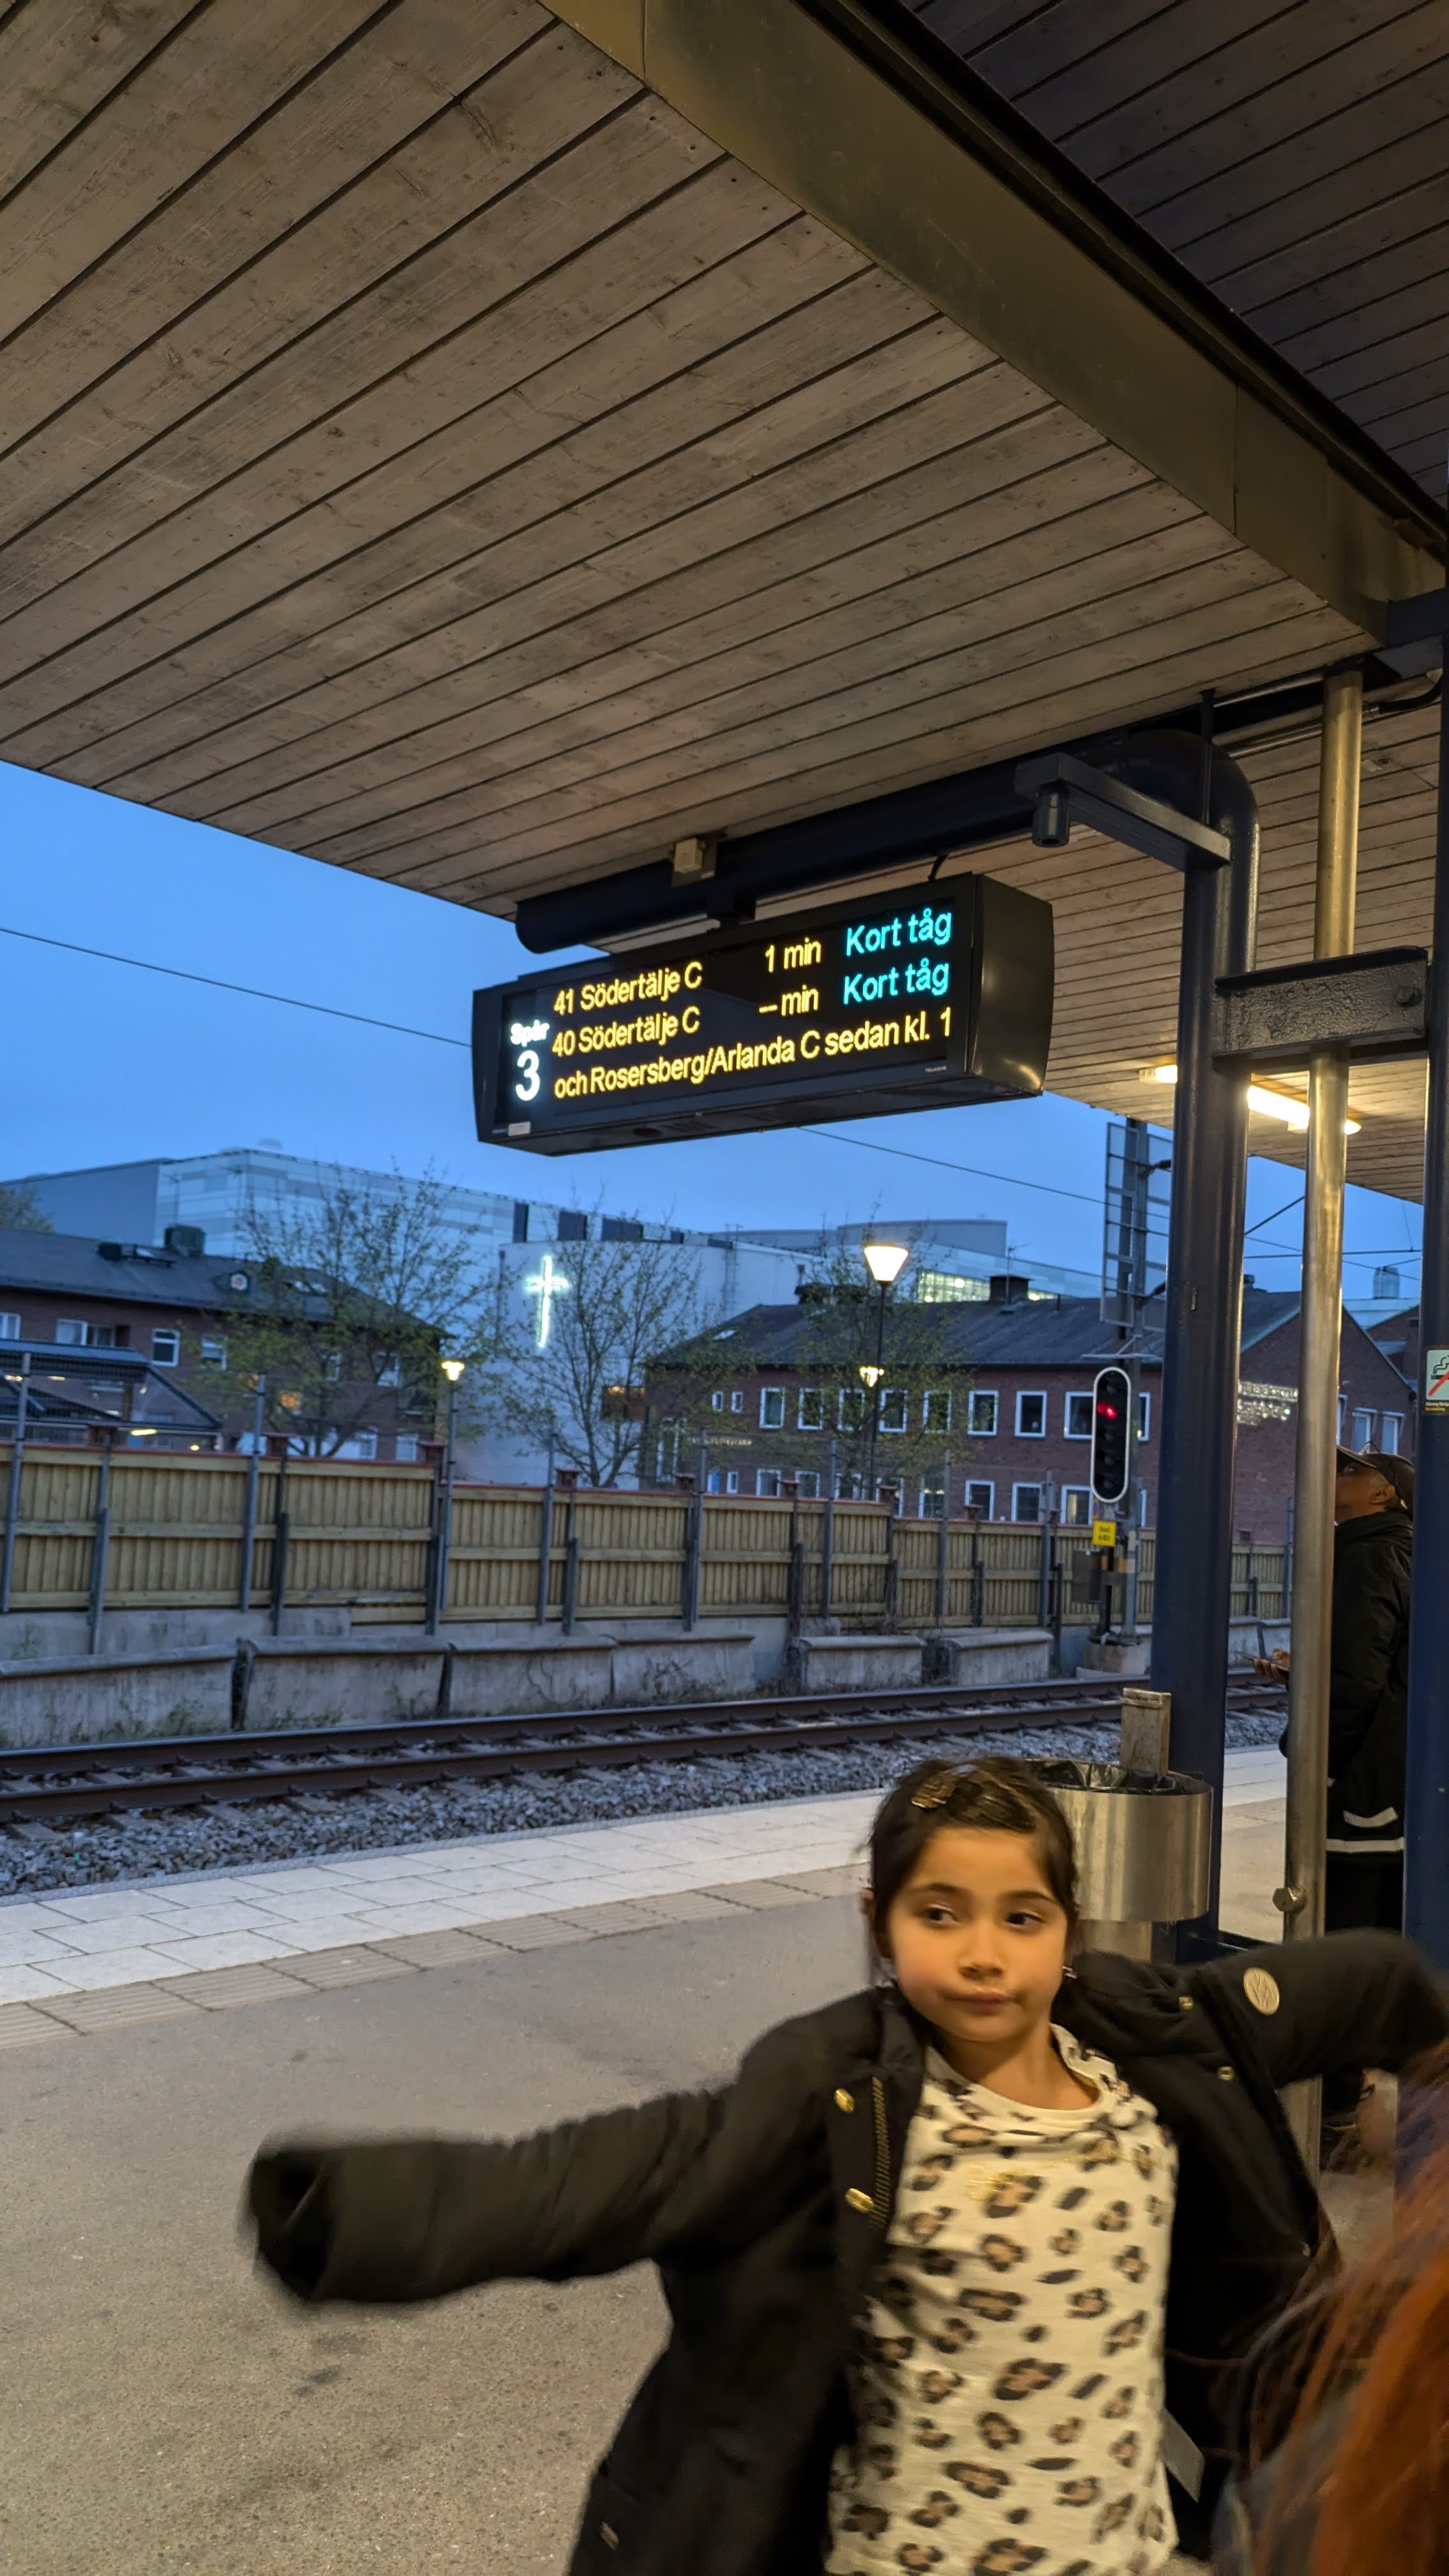 Spår
3
41 Södertälje C 1 min Kort tåg
40 Södertälje C -- min Kort tåg
och Rosersberg/Arlanda C sedan kl. 1